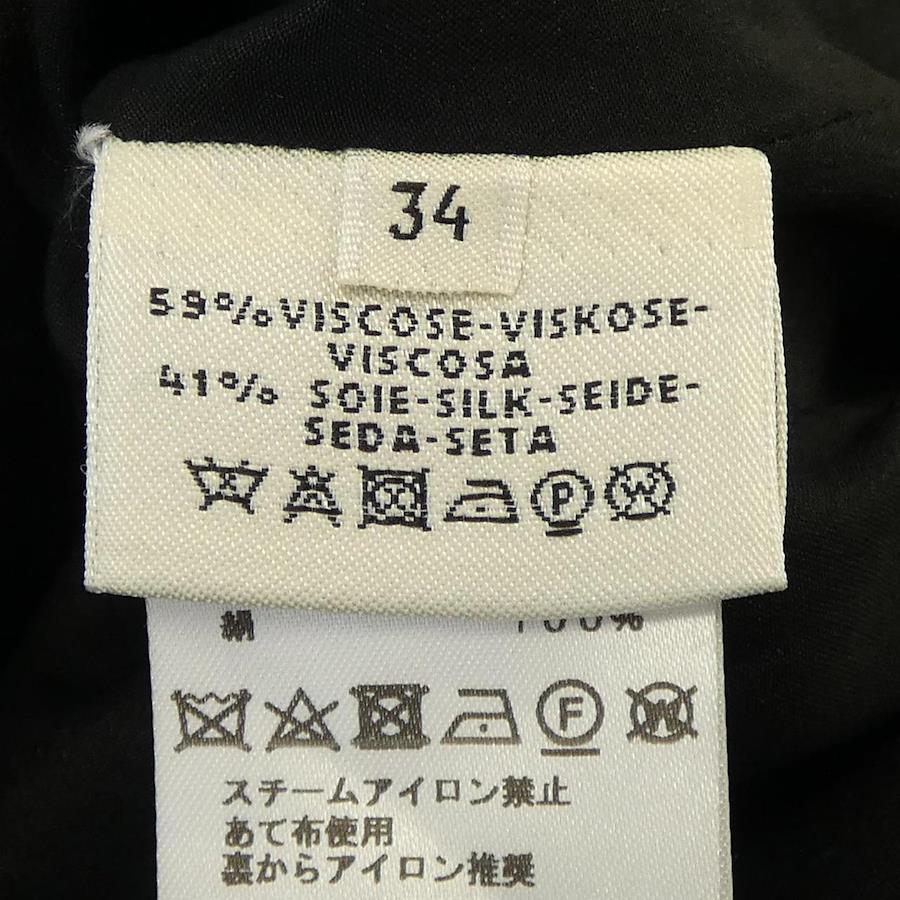 34
59% VISCOSE-VISKOSE-
VISCOSA
41% SOIE-SILK-SEIDE-
SEDA-SETA
P W
絹 100%
F W
スチームアイロン禁止
あて布使用
裏からアイロン推奨